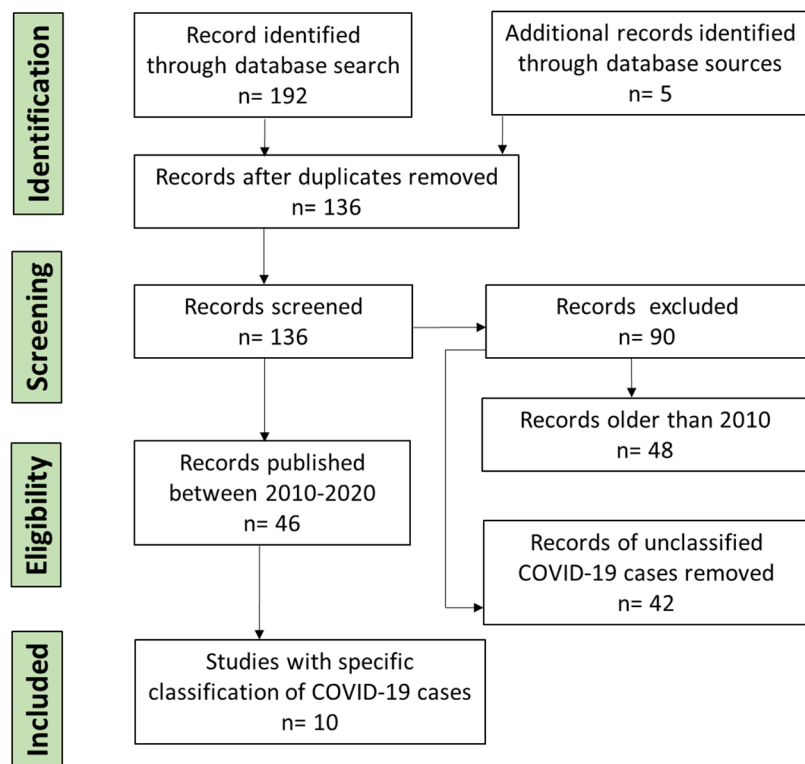 Identification
Record identified
through database search
n= 192
Additional records identified
through database sources
n= 5
Records after duplicates removed
n= 136
Screening
Records screened
n= 136
Records excluded
n= 90
Records older than 2010
n= 48
Eligibility
Records published
between 2010-2020
n= 46
Records of unclassified
COVID-19 cases removed
n= 42
Included
Studies with specific
classification of COVID-19 cases
n= 10